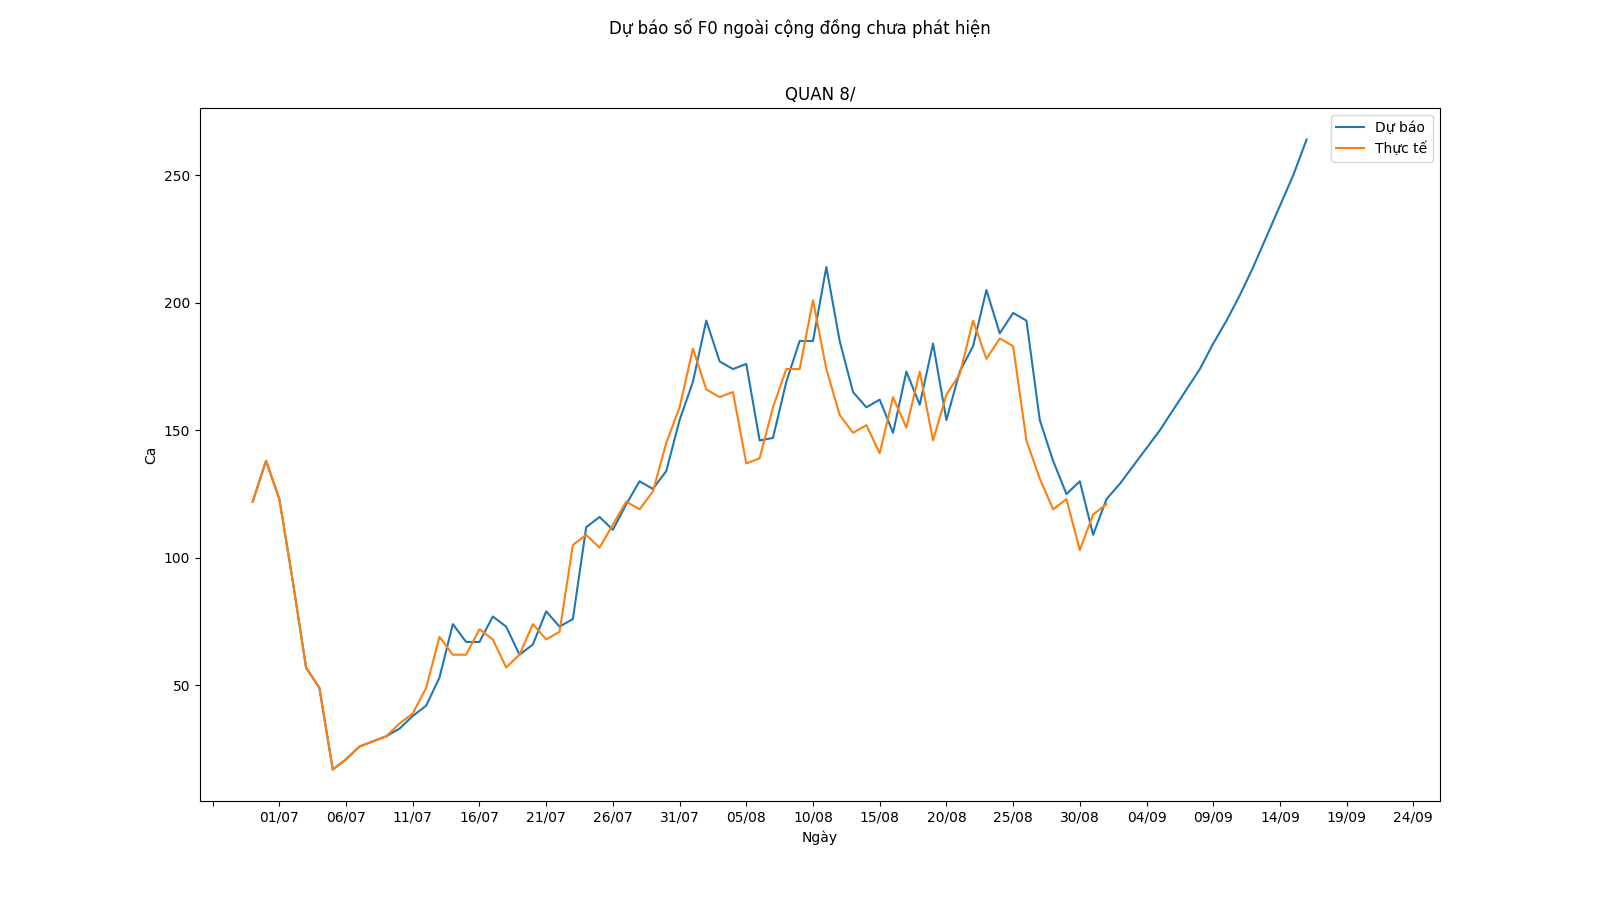 Dự báo số F0 ngoài cộng đồng chưa phát hiện
QUAN 8/
Dự báo
Thực tế
250
200
150
100
50
Ca
01/07 06/07 11/07 16/07 21/07 26/07 31/07 05/08 10/08 15/08 20/08 25/08 30/08 04/09 09/09 14/09 19/09 24/09
Ngày